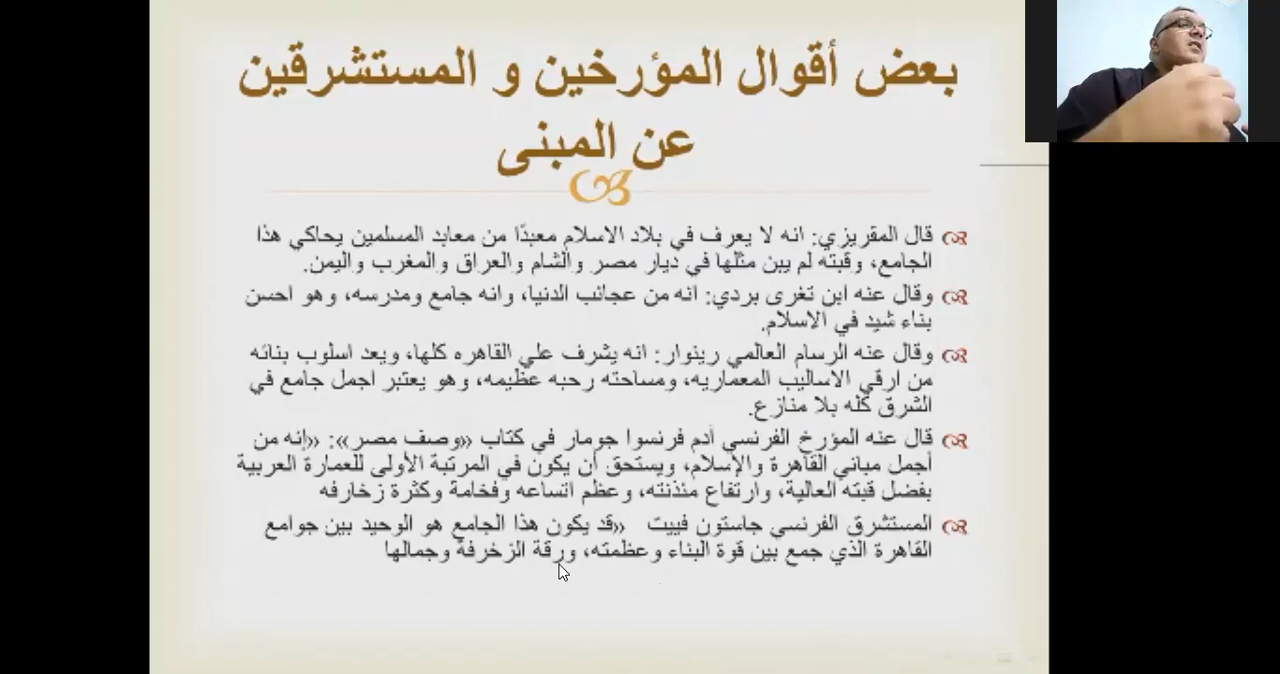 بعض أقوال المؤرخين و المستشرقين
عن المبنى
قال المقريزي: انه لا يعرف في بلاد الاسلام معبدًا من معابد المسلمين يحاكي هذا
الجامع، وقبته لم يبن مثلها في ديار مصر والشام والعراق والمغرب واليمن.
وقال عنه ابن تغرى بردي: انه من عجائب الدنيا، وانه جامع ومدرسه، وهو احسن
بناء شيد في الاسلام.
وقال عنه الرسام العالمي رينوار: انه يشرف علي القاهره كلها، ويعد اسلوب بنائه
من ارقي الاساليب المعماريه، ومساحته رحبه عظيمه، وهو يعتبر اجمل جامع في
الشرق كله بلا منازع.
قال عنه المؤرخ الفرنسي أدم فرنسوا جومار في كتاب «وصف مصر»: «إنه من
أجمل مباني القاهرة والإسلام، ويستحق أن يكون في المرتبة الأولى للعمارة العربية
بفضل قبته العالية، وارتفاع مئذنته، وعظم اتساعه وفخامة وكثرة زخارفه
المستشرق الفرنسي جاستون فييت «قد يكون هذا الجامع هو الوحيد بين جوامع
القاهرة الذي جمع بين قوة البناء وعظمته، ورقة الزخرفة وجمالها